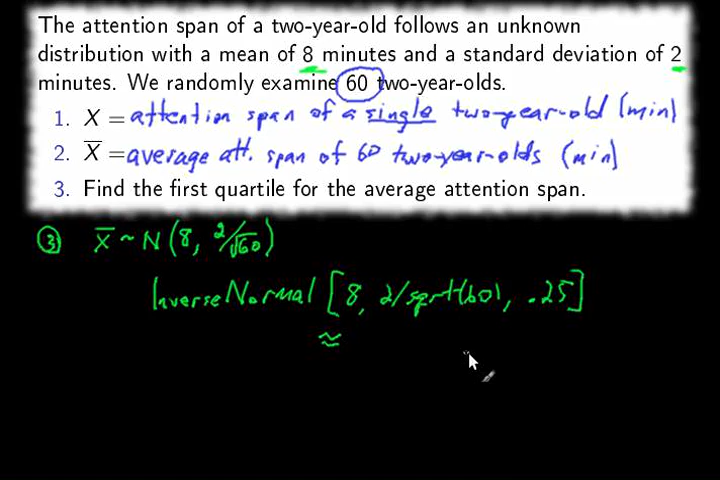 The attention span of a two-year-old follows an unknown
distribution with a mean of 8 minutes and a standard deviation of 2
minutes. We randomly examine 60 two-year-olds.
1. X = attention span of a single two-year-old (min)
2. X̅ = average att. span of 60 two-year-olds (min)
3. Find the first quartile for the average attention span.
③ X̅ ~ N(8, 2/√60)
InverseNormal[8, 2/sqrt(60), .25]
≈